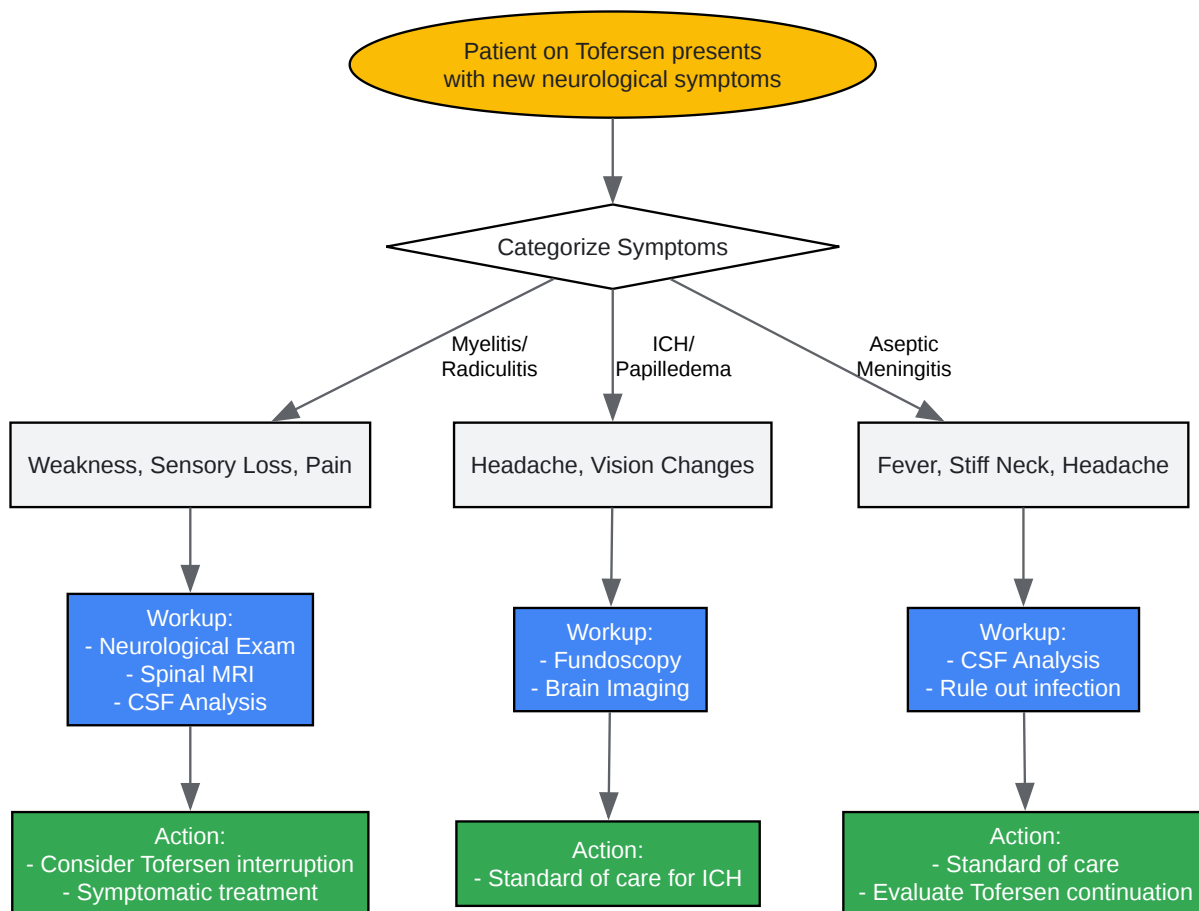 Patient on Tofersen presents
with new neurological symptoms
Categorize Symptoms
Myelitis/
Radiculitis
ICH/
Papilledema
Aseptic
Meningitis
Weakness, Sensory Loss, Pain
Headache, Vision Changes
Fever, Stiff Neck, Headache
Workup:
- Neurological Exam
- Spinal MRI
- CSF Analysis
Workup:
- Fundoscopy
- Brain Imaging
Workup:
- CSF Analysis
- Rule out infection
Action:
- Consider Tofersen interruption
- Symptomatic treatment
Action:
- Standard of care for ICH
Action:
- Standard of care
- Evaluate Tofersen continuation